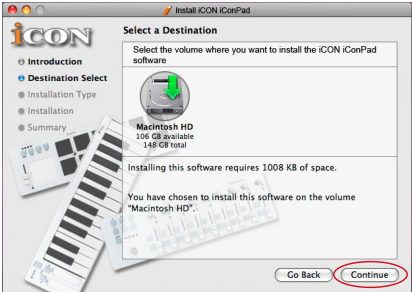 Install iCON iConPad
iCON
Select a Destination
Introduction
Destination Select
Installation Type
Installation
Summary
Select the volume where you want to install the iCON iConPad
software
Macintosh HD
106 GB available
148 GB total
Installing this software requires 1008 KB of space.
You have chosen to install this software on the volume
"Macintosh HD".
Go Back
Continue